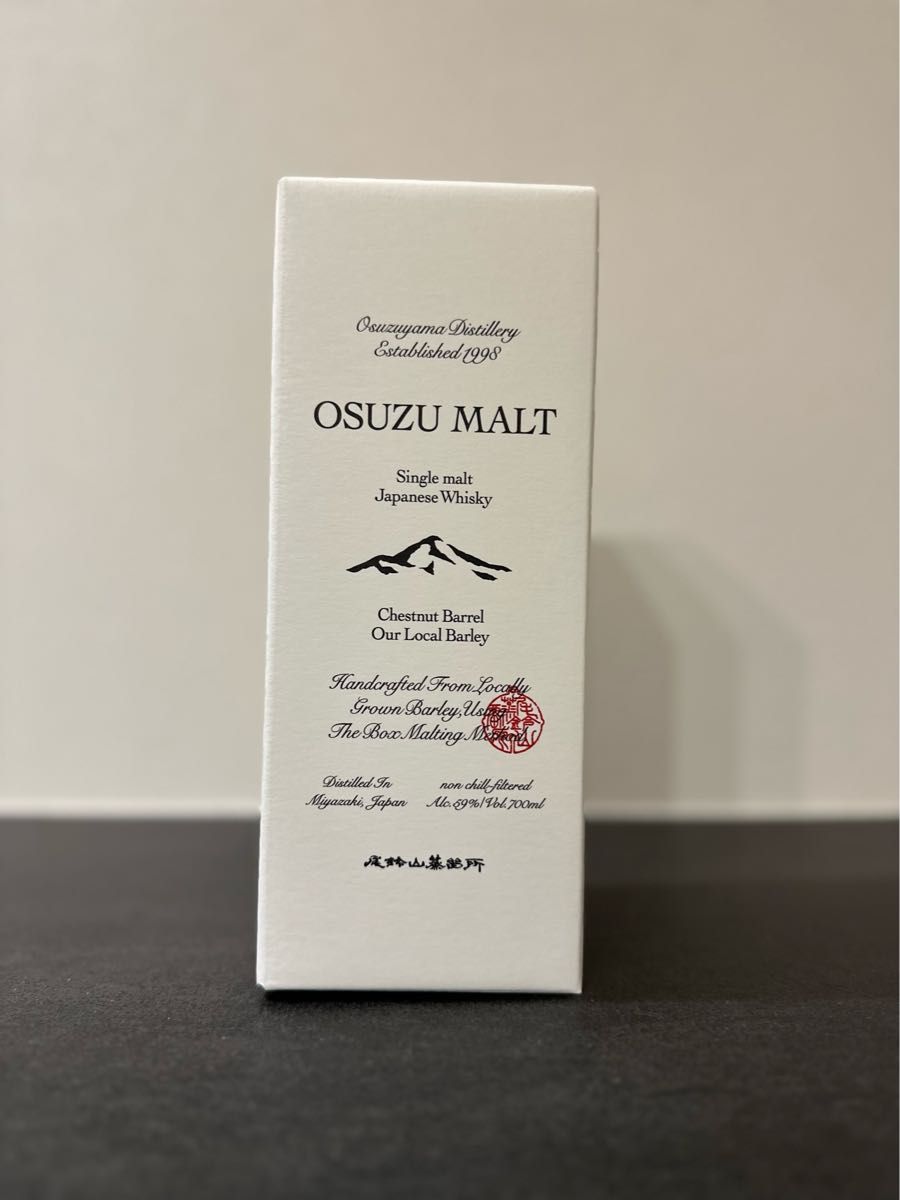 Osuzuyama Distillery
Established 1998
OSUZU MALT
Single malt
Japanese Whisky
Chestnut Barrel
Our Local Barley
Handcrafted From Locally
Grown Barley, Using
The Box Malting Method.
Distilled In
Miyazaki, Japan
non chill-filtered
Alc. 59% / Vol. 700ml
尾鈴山蒸留所